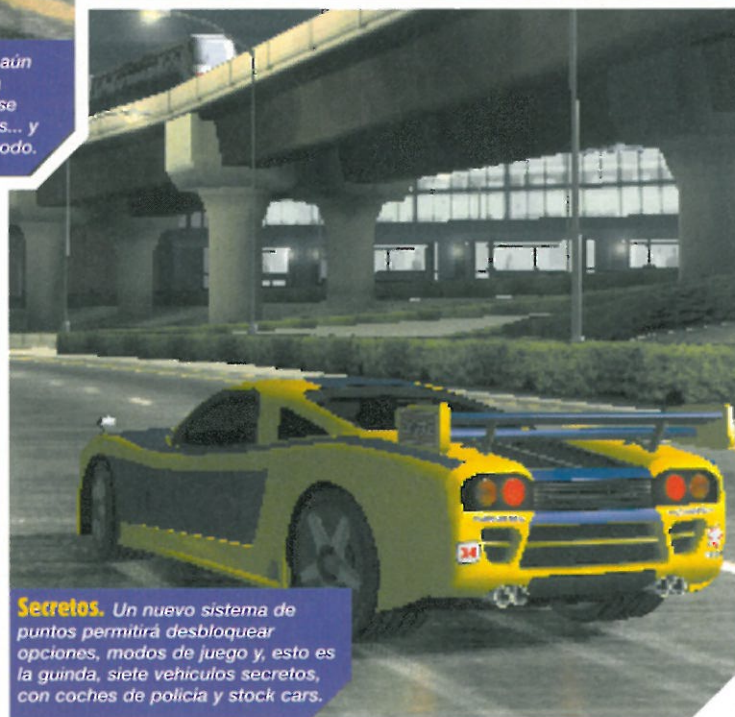 aún
se
s... y
odo.
Secretos. Un nuevo sistema de
puntos permitirá desbloquear
opciones, modos de juego y, esto es
la guinda, siete vehículos secretos,
con coches de policía y stock cars.